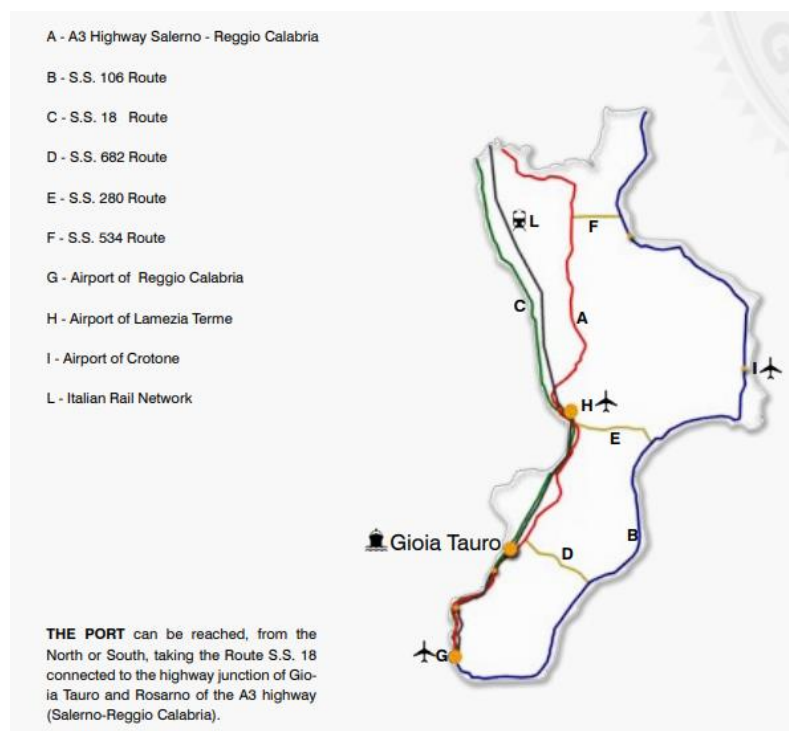 A - A3 Highway Salerno - Reggio Calabria
B - S.S. 106 Route
C - S.S. 18 Route
D - S.S. 682 Route
E - S.S. 280 Route
F - S.S. 534 Route
G - Airport of Reggio Calabria
H - Airport of Lamezia Terme
I - Airport of Crotone
L - Italian Rail Network
L
F
C
A
I
H
E
B
Gioia Tauro
D
G
THE PORT can be reached, from the
North or South, taking the Route S.S. 18
connected to the highway junction of Gio-
ia Tauro and Rosarno of the A3 highway
(Salerno-Reggio Calabria).